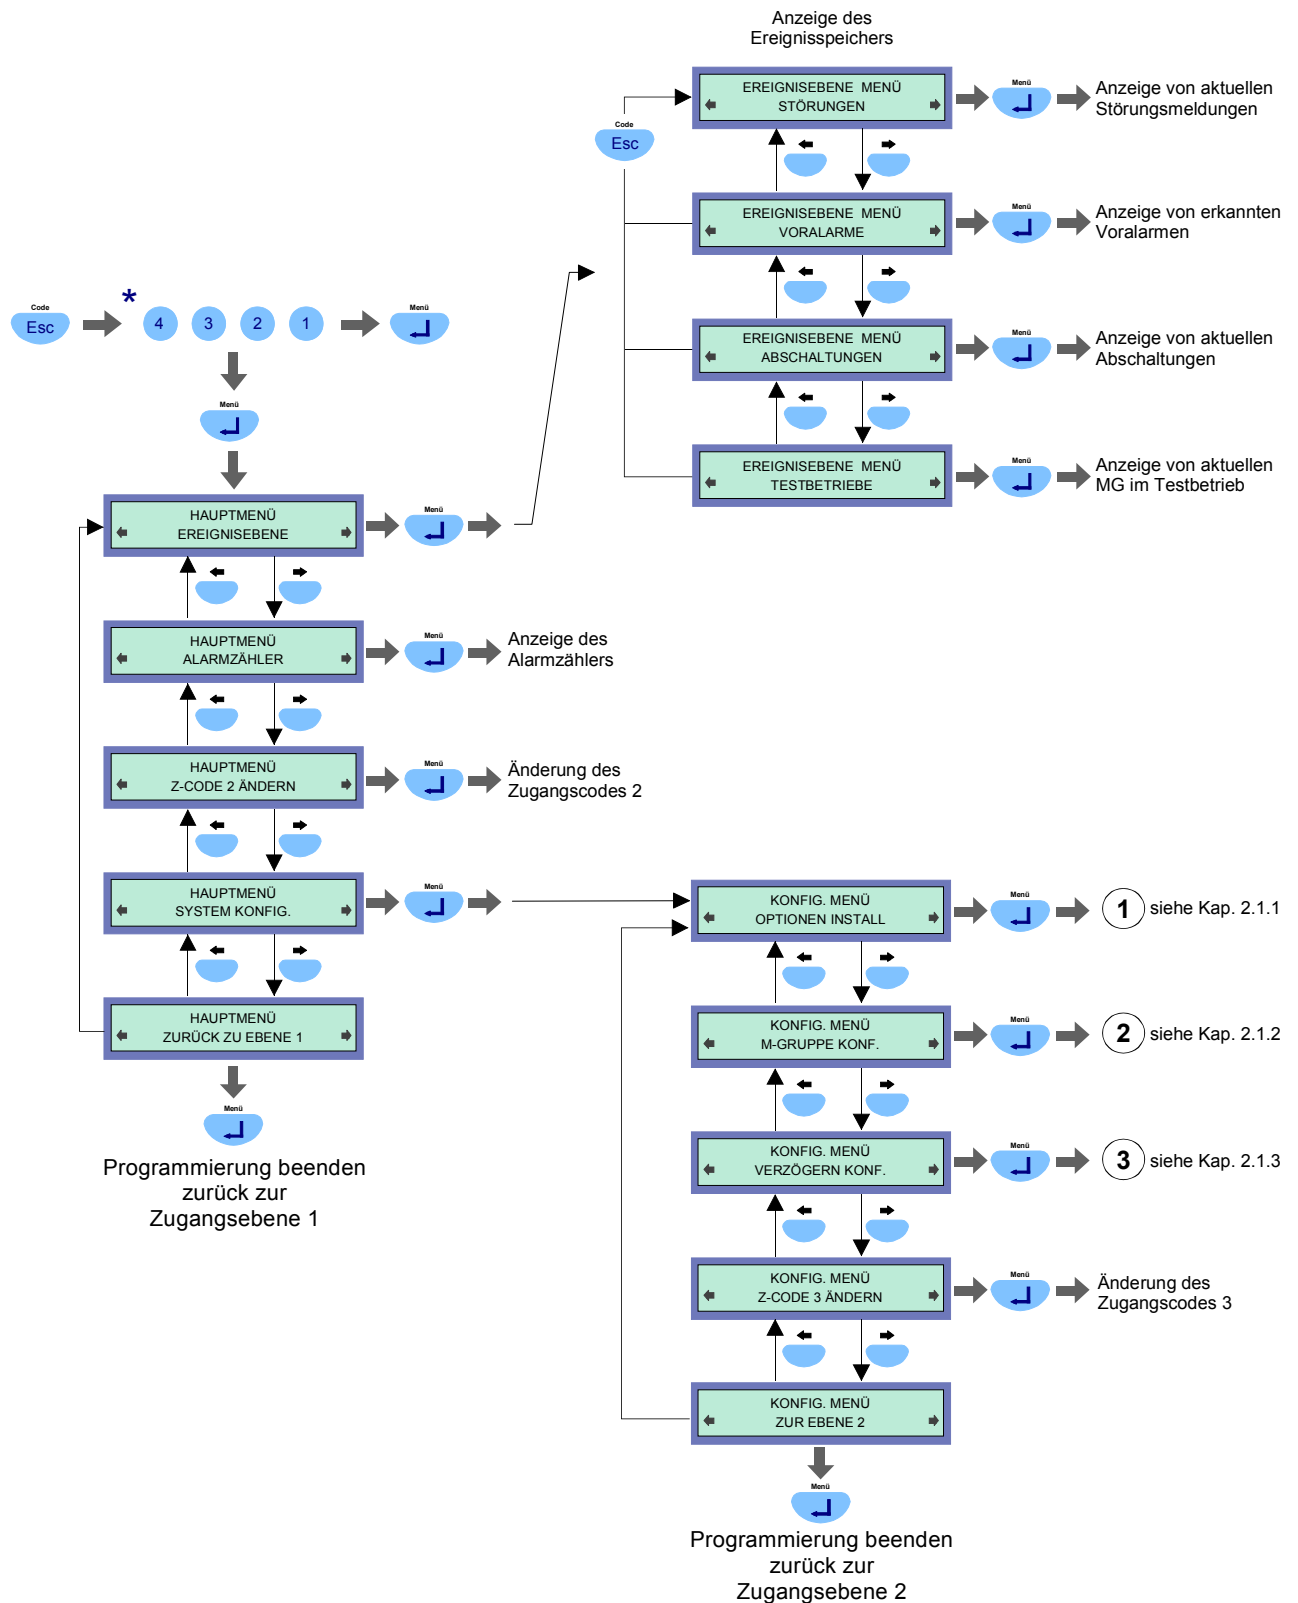 Anzeige des
Ereignisspeichers
EREIGNISEBENE MENÜ
STÖRUNGEN
Menü
Anzeige von aktuellen
Störungsmeldungen
Code
Esc
EREIGNISEBENE MENÜ
VORALARME
Menü
Anzeige von erkannten
Voralarmen
EREIGNISEBENE MENÜ
ABSCHALTUNGEN
Menü
Anzeige von aktuellen
Abschaltungen
EREIGNISEBENE MENÜ
TESTBETRIEBE
Menü
Anzeige von aktuellen
MG im Testbetrieb
Code
Esc
* 4 3 2 1
Menü
Menü
HAUPTMENÜ
EREIGNISEBENE
Menü
HAUPTMENÜ
ALARMZÄHLER
Menü
Anzeige des
Alarmzählers
HAUPTMENÜ
Z-CODE 2 ÄNDERN
Menü
Änderung des
Zugangscodes 2
HAUPTMENÜ
SYSTEM KONFIG.
Menü
HAUPTMENÜ
ZURÜCK ZU EBENE 1
Menü
Programmierung beenden
zurück zur
Zugangsebene 1
KONFIG. MENÜ
OPTIONEN INSTALL
Menü
1 siehe Kap. 2.1.1
KONFIG. MENÜ
M-GRUPPE KONF.
Menü
2 siehe Kap. 2.1.2
KONFIG. MENÜ
VERZÖGERN KONF.
Menü
3 siehe Kap. 2.1.3
KONFIG. MENÜ
Z-CODE 3 ÄNDERN
Menü
Änderung des
Zugangscodes 3
KONFIG. MENÜ
ZUR EBENE 2
Menü
Programmierung beenden
zurück zur
Zugangsebene 2